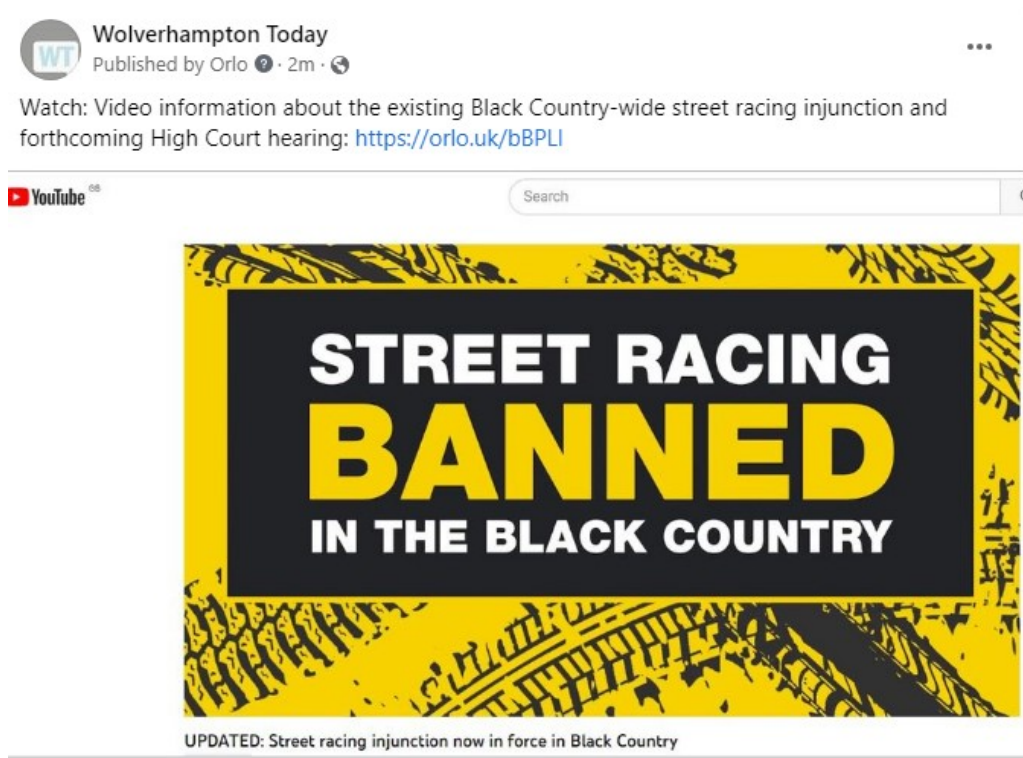 WT
Wolverhampton Today
Published by Orlo · 2m ·
Watch: Video information about the existing Black Country-wide street racing injunction and
forthcoming High Court hearing: https://orlo.uk/bBPLl
YouTube GB
Search
STREET RACING
BANNED
IN THE BLACK COUNTRY
UPDATED: Street racing injunction now in force in Black Country